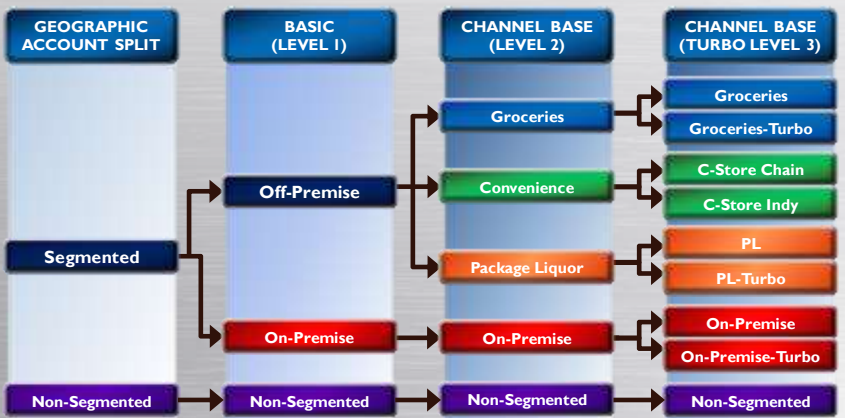 GEOGRAPHIC
ACCOUNT SPLIT
BASIC
(LEVEL 1)
CHANNEL BASE
(LEVEL 2)
CHANNEL BASE
(TURBO LEVEL 3)
Segmented
Non-Segmented
Off-Premise
On-Premise
Non-Segmented
Groceries
Convenience
Package Liquor
On-Premise
Non-Segmented
Groceries
Groceries-Turbo
C-Store Chain
C-Store Indy
PL
PL-Turbo
On-Premise
On-Premise-Turbo
Non-Segmented